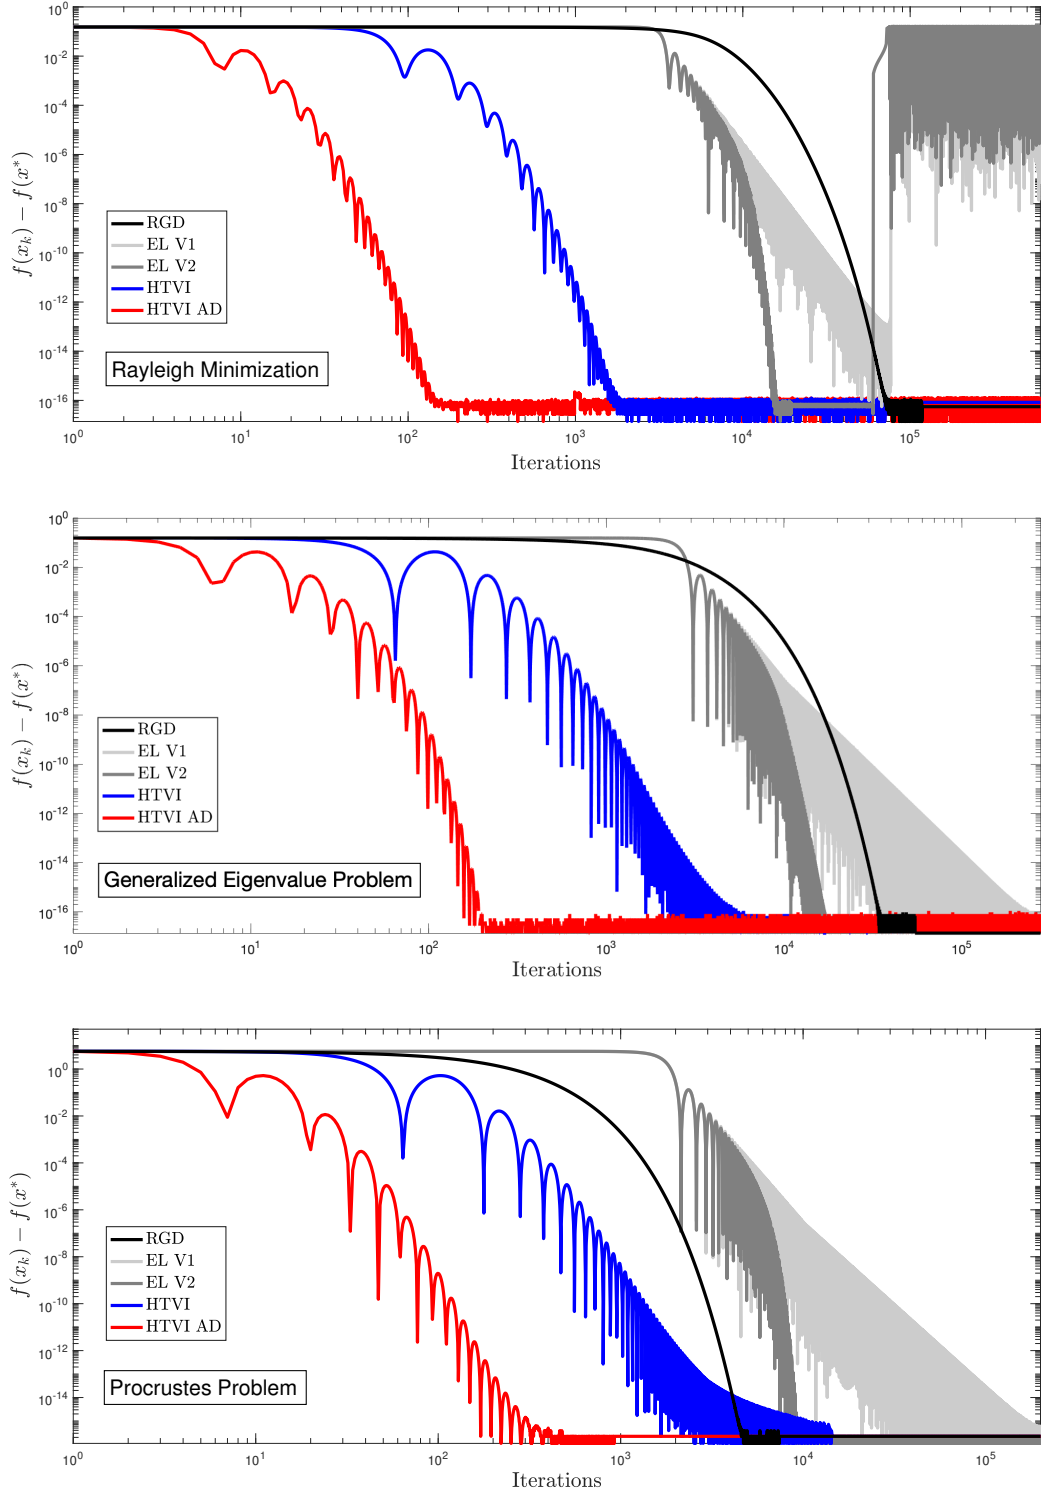 10^0
10^-2
10^-4
10^-6
10^-8
10^-10
10^-12
10^-14
10^-16
f(x_k) − f(x*)
RGD
EL V1
EL V2
HTVI
HTVI AD
Rayleigh Minimization
10^0 10^1 10^2 10^3 10^4 10^5
Iterations
10^0
10^-2
10^-4
10^-6
10^-8
10^-10
10^-12
10^-14
10^-16
f(x_k) − f(x*)
RGD
EL V1
EL V2
HTVI
HTVI AD
Generalized Eigenvalue Problem
10^0 10^1 10^2 10^3 10^4 10^5
Iterations
10^0
10^-2
10^-4
10^-6
10^-8
10^-10
10^-12
10^-14
f(x_k) − f(x*)
RGD
EL V1
EL V2
HTVI
HTVI AD
Procrustes Problem
10^0 10^1 10^2 10^3 10^4 10^5
Iterations